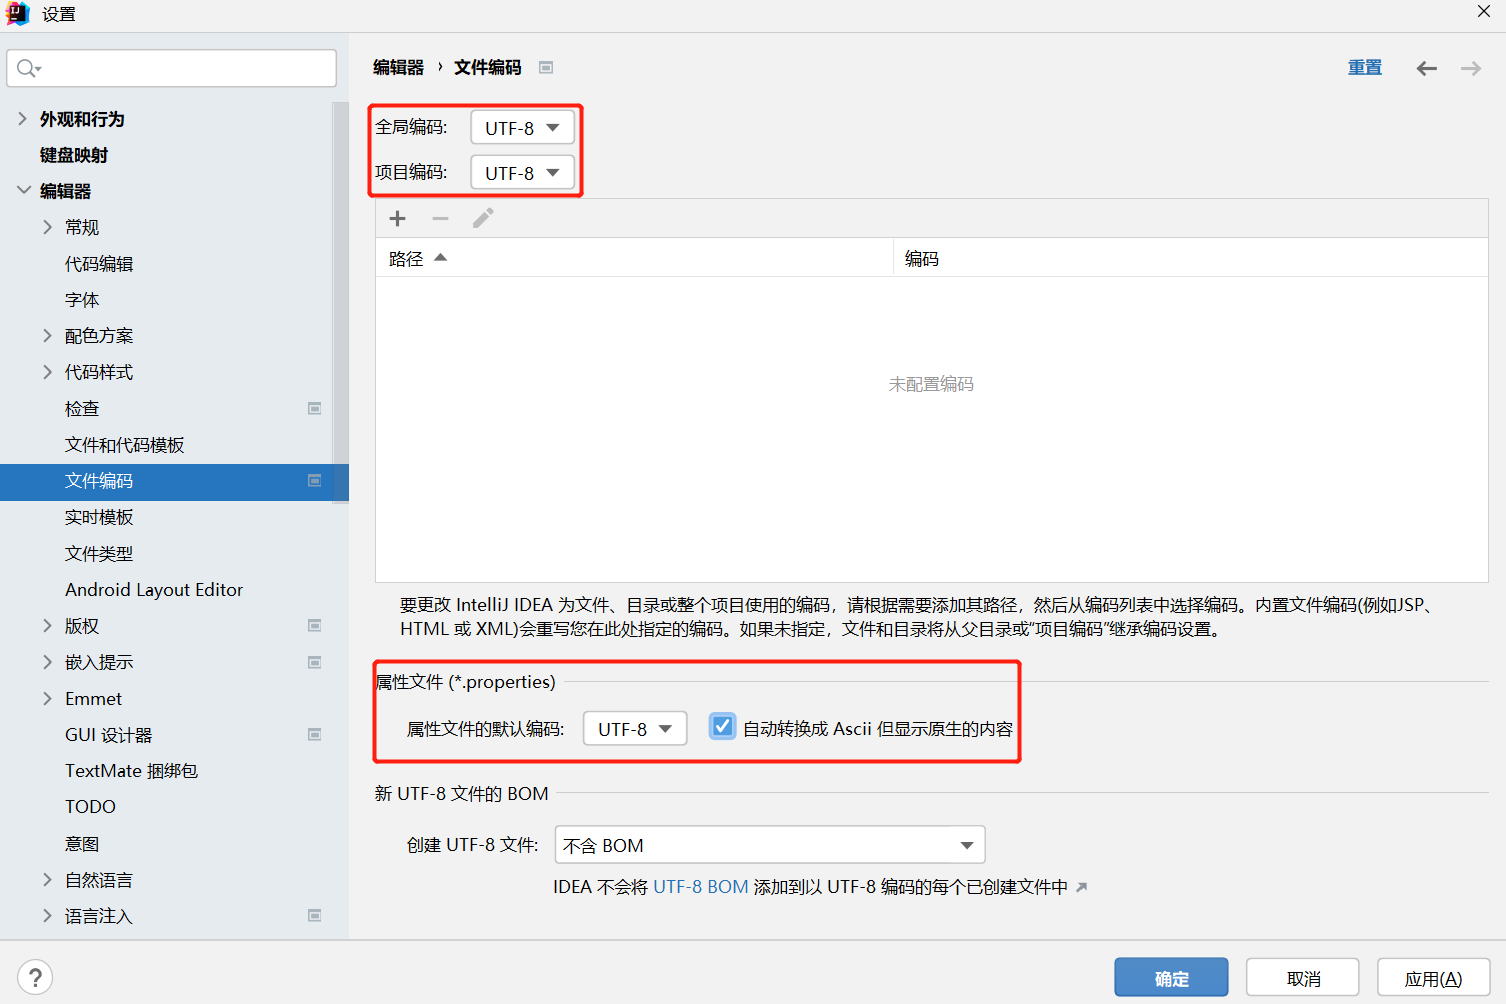 设置
编辑器 › 文件编码
重置
外观和行为
键盘映射
编辑器
常规
代码编辑
字体
配色方案
代码样式
检查
文件和代码模板
文件编码
实时模板
文件类型
Android Layout Editor
版权
嵌入提示
Emmet
GUI 设计器
TextMate 捆绑包
TODO
意图
自然语言
语言注入
全局编码: UTF-8
项目编码: UTF-8
路径 编码
未配置编码
要更改 IntelliJ IDEA 为文件、目录或整个项目使用的编码，请根据需要添加其路径，然后从编码列表中选择编码。内置文件编码(例如JSP、
HTML 或 XML)会重写您在此处指定的编码。如果未指定，文件和目录将从父目录或“项目编码”继承编码设置。
属性文件 (*.properties)
属性文件的默认编码: UTF-8 自动转换成 Ascii 但显示原生的内容
新 UTF-8 文件的 BOM
创建 UTF-8 文件: 不含 BOM
IDEA 不会将 UTF-8 BOM 添加到以 UTF-8 编码的每个已创建文件中
? 确定 取消 应用(A)